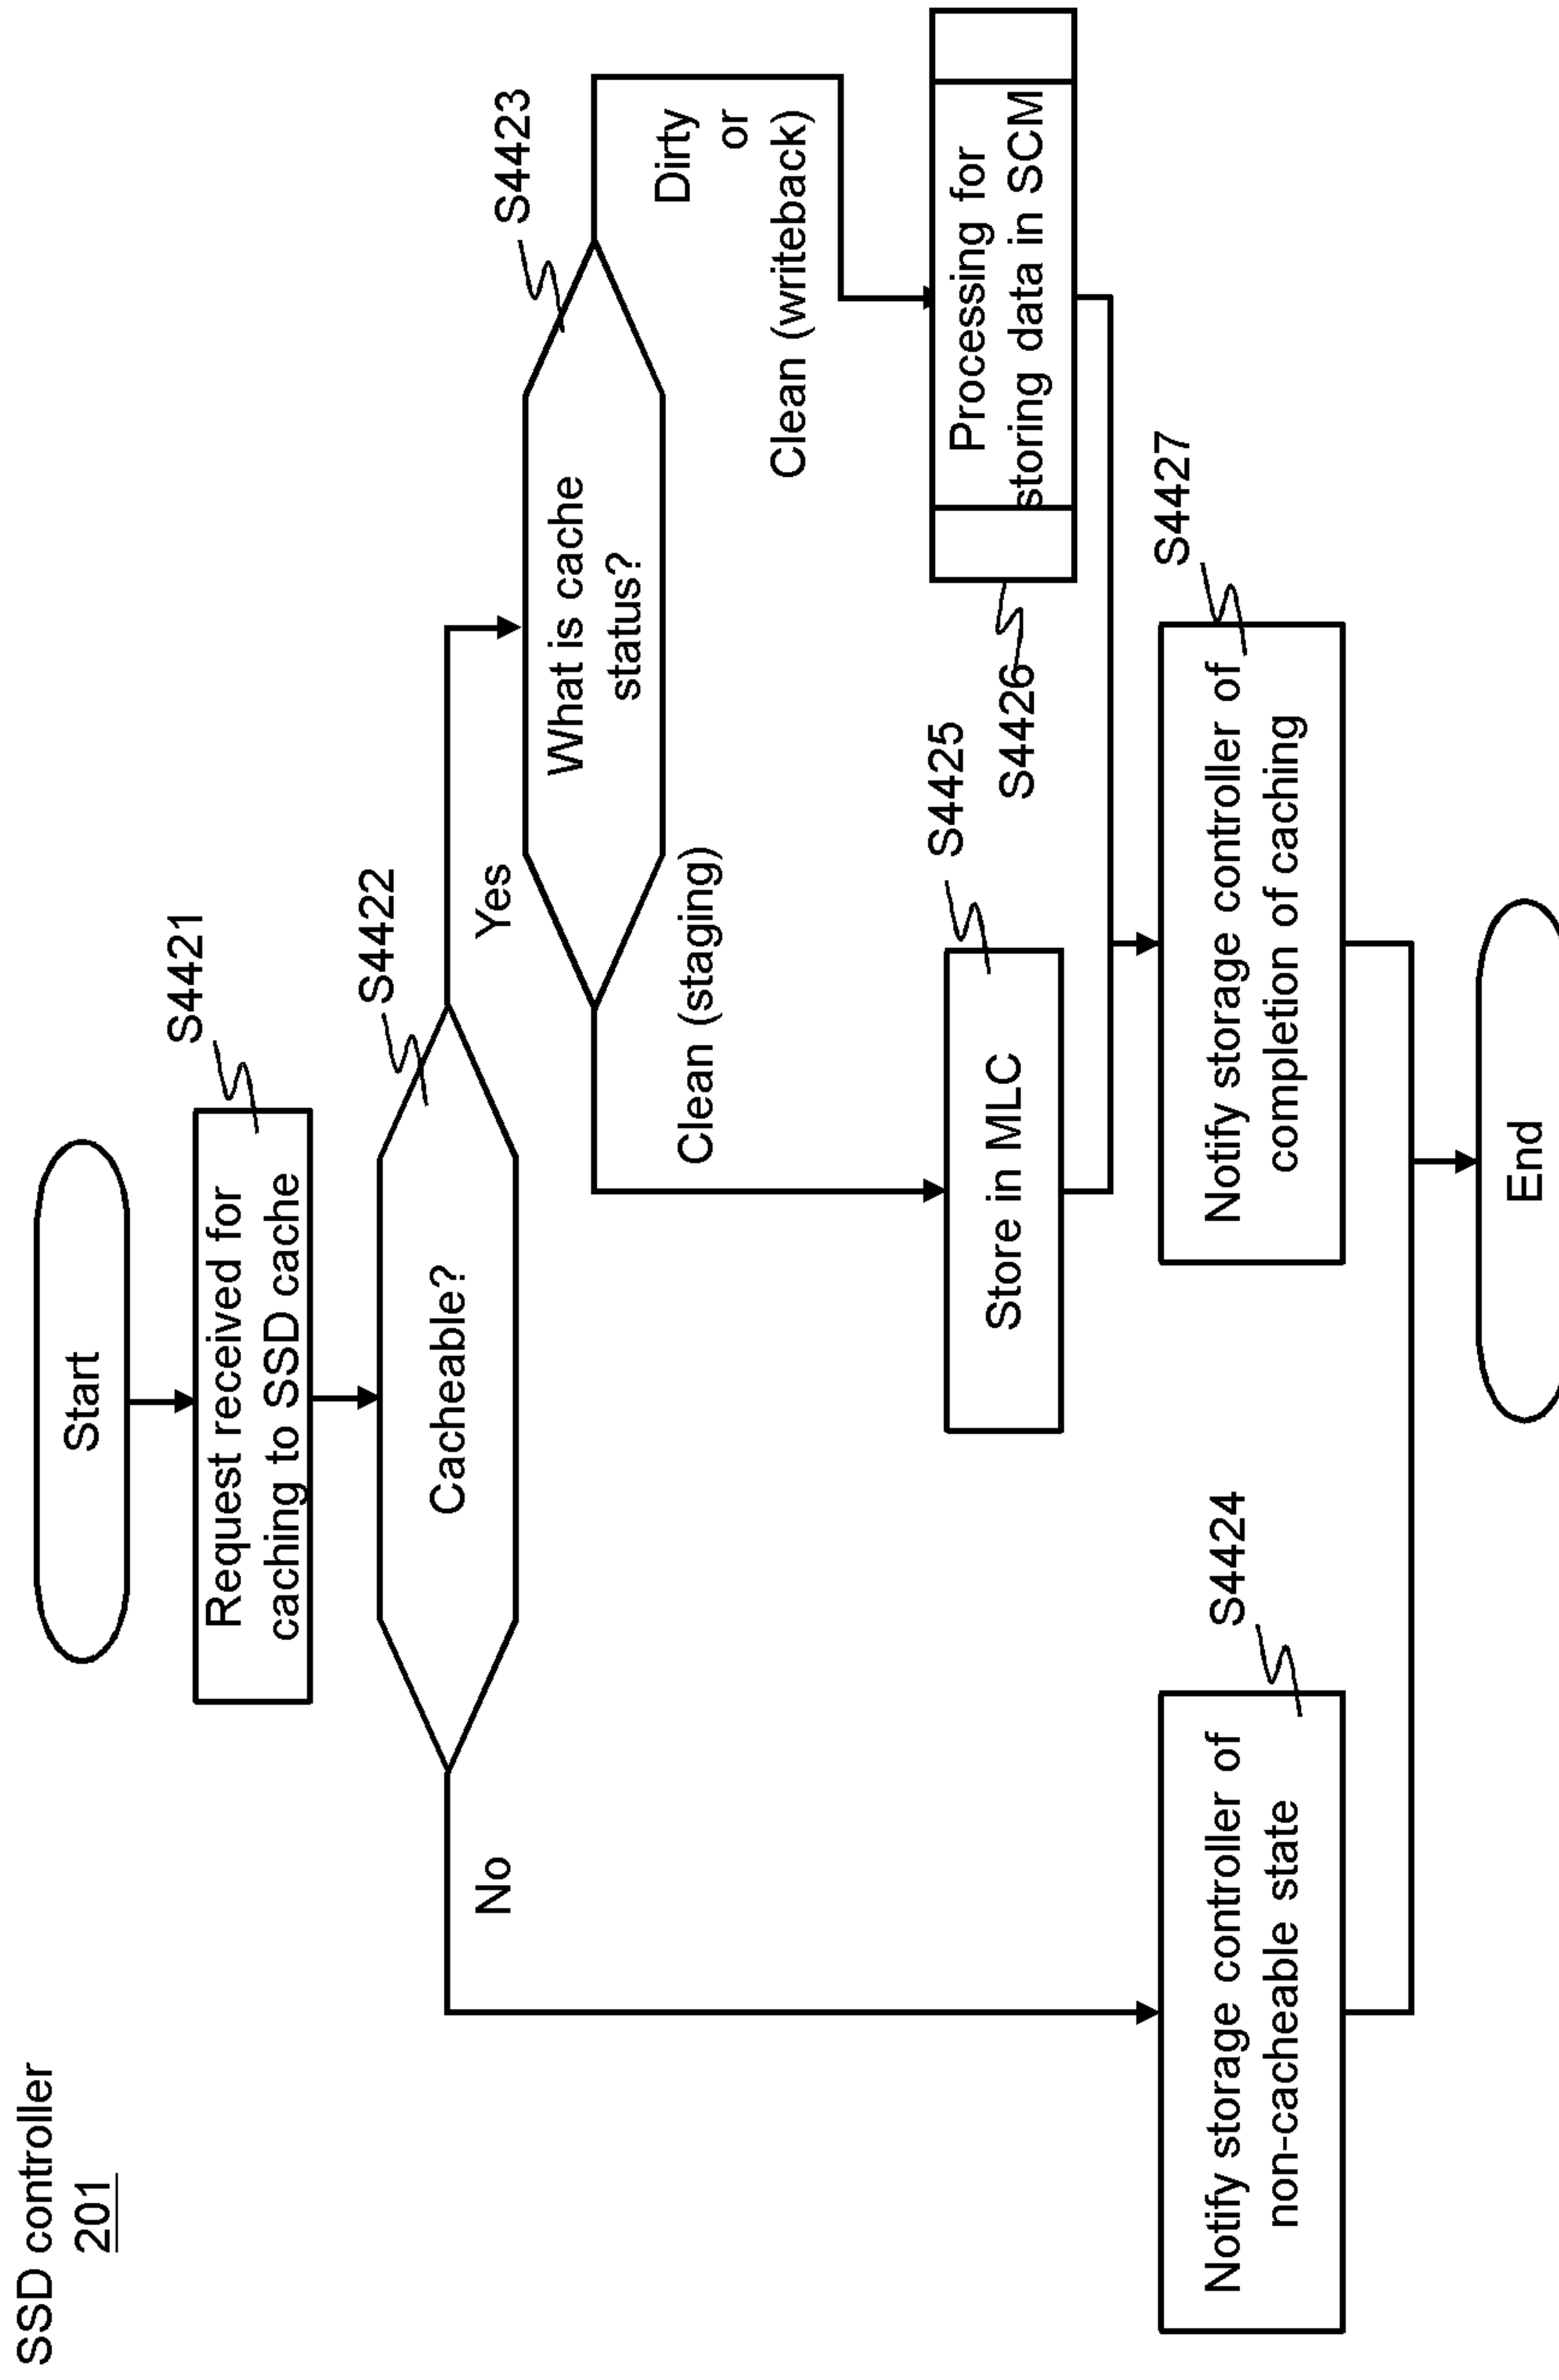 SSD controller
201
Start
Request received for
caching to SSD cache
S4421
Cacheable?
S4422
No
Yes
What is cache
status?
S4423
Clean (staging)
Dirty
or
Clean (writeback)
Store in MLC
S4425
Processing for
storing data in SCM
S4426
Notify storage controller of
non-cacheable state
S4424
Notify storage controller of
completion of caching
S4427
End